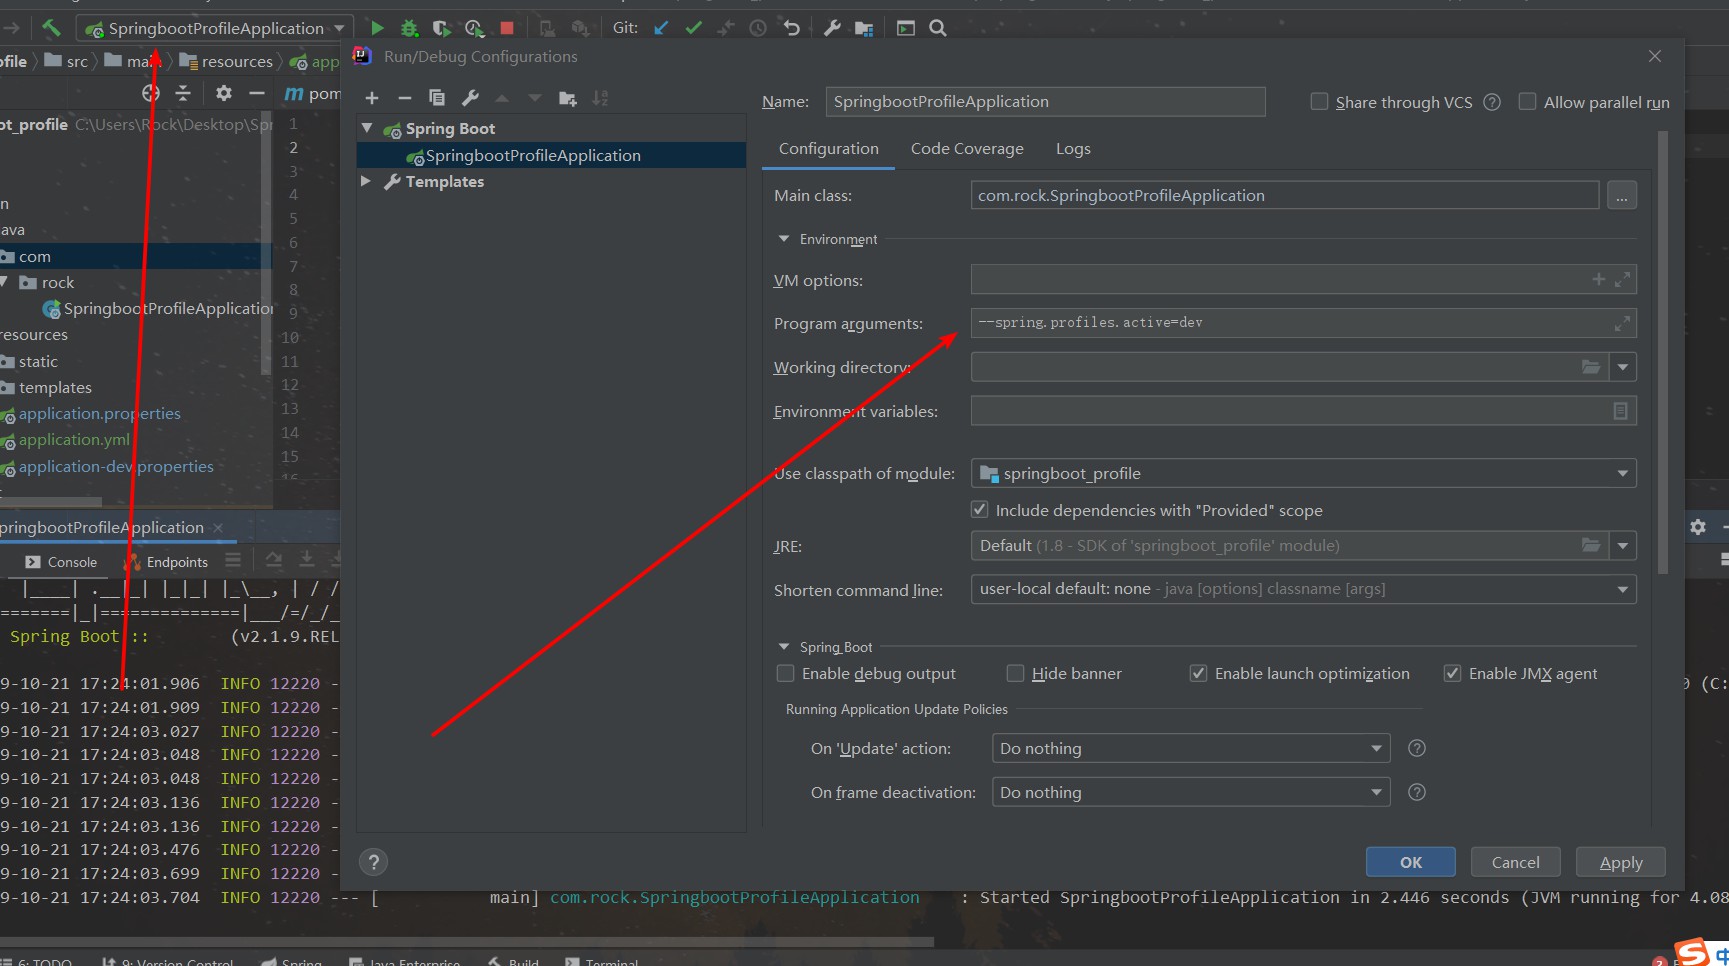 SpringbootProfileApplication
Git:
ofile
src
main
resources
app
Run/Debug Configurations
pom
ot_profile C:\Users\Rock\Desktop\Spr
Name:
SpringbootProfileApplication
Share through VCS
Allow parallel run
Spring Boot
SpringbootProfileApplication
Templates
Configuration
Code Coverage
Logs
Main class:
com.rock.SpringbootProfileApplication
...
Environment
VM options:
Program arguments:
--spring.profiles.active=dev
Working directory:
Environment variables:
Use classpath of module:
springboot_profile
Include dependencies with "Provided" scope
JRE:
Default (1.8 - SDK of 'springboot_profile' module)
Shorten command line:
user-local default: none - java [options] classname [args]
Spring Boot
Enable debug output
Hide banner
Enable launch optimization
Enable JMX agent
Running Application Update Policies
On 'Update' action:
Do nothing
On frame deactivation:
Do nothing
OK
Cancel
Apply
1
2
3
4
5
6
7
8
9
10
11
12
13
14
15
n
ava
com
rock
SpringbootProfileApplication
resources
static
templates
application.properties
application.yml
application-dev.properties
pringbootProfileApplication
Console
Endpoints
|____| .__|_| |_|_| |_\__, | / /
=======|_|==============|___/=/_/_
Spring Boot :: (v2.1.9.REL
9-10-21 17:24:01.906 INFO 12220 -
0 (C:
9-10-21 17:24:01.909 INFO 12220 -
9-10-21 17:24:03.027 INFO 12220 -
9-10-21 17:24:03.048 INFO 12220 -
9-10-21 17:24:03.048 INFO 12220 -
9-10-21 17:24:03.136 INFO 12220 -
9-10-21 17:24:03.136 INFO 12220 -
9-10-21 17:24:03.476 INFO 12220 -
9-10-21 17:24:03.699 INFO 12220 -
9-10-21 17:24:03.704 INFO 12220 --- [ main] com.rock.SpringbootProfileApplication : Started SpringbootProfileApplication in 2.446 seconds (JVM running for 4.08
6: TODO
9: Version Control
Spring
Java Enterprise
Build
Terminal